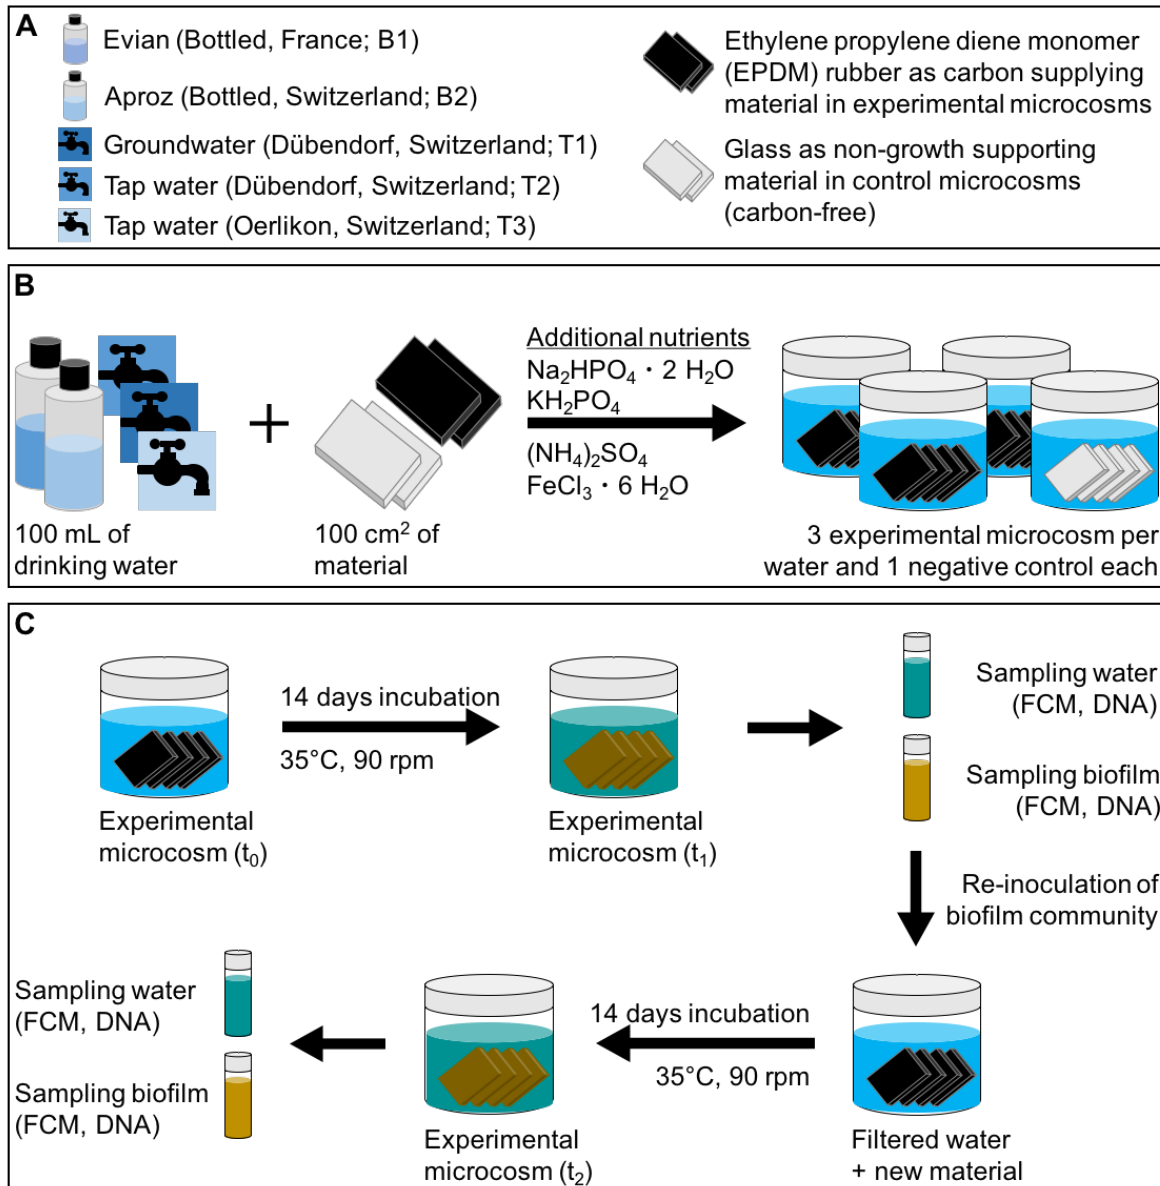 A
Evian (Bottled, France; B1)
Aproz (Bottled, Switzerland; B2)
Groundwater (Dübendorf, Switzerland; T1)
Tap water (Dübendorf, Switzerland; T2)
Tap water (Oerlikon, Switzerland; T3)
Ethylene propylene diene monomer
(EPDM) rubber as carbon supplying
material in experimental microcosms
Glass as non-growth supporting
material in control microcosms
(carbon-free)
B
100 mL of
drinking water
+
100 cm² of
material
Additional nutrients
Na₂HPO₄ · 2 H₂O
KH₂PO₄
(NH₄)₂SO₄
FeCl₃ · 6 H₂O
3 experimental microcosm per
water and 1 negative control each
C
Experimental
microcosm (t₀)
14 days incubation
35°C, 90 rpm
Experimental
microcosm (t₁)
Sampling water
(FCM, DNA)
Sampling biofilm
(FCM, DNA)
Re-inoculation of
biofilm community
Filtered water
+ new material
14 days incubation
35°C, 90 rpm
Experimental
microcosm (t₂)
Sampling water
(FCM, DNA)
Sampling biofilm
(FCM, DNA)